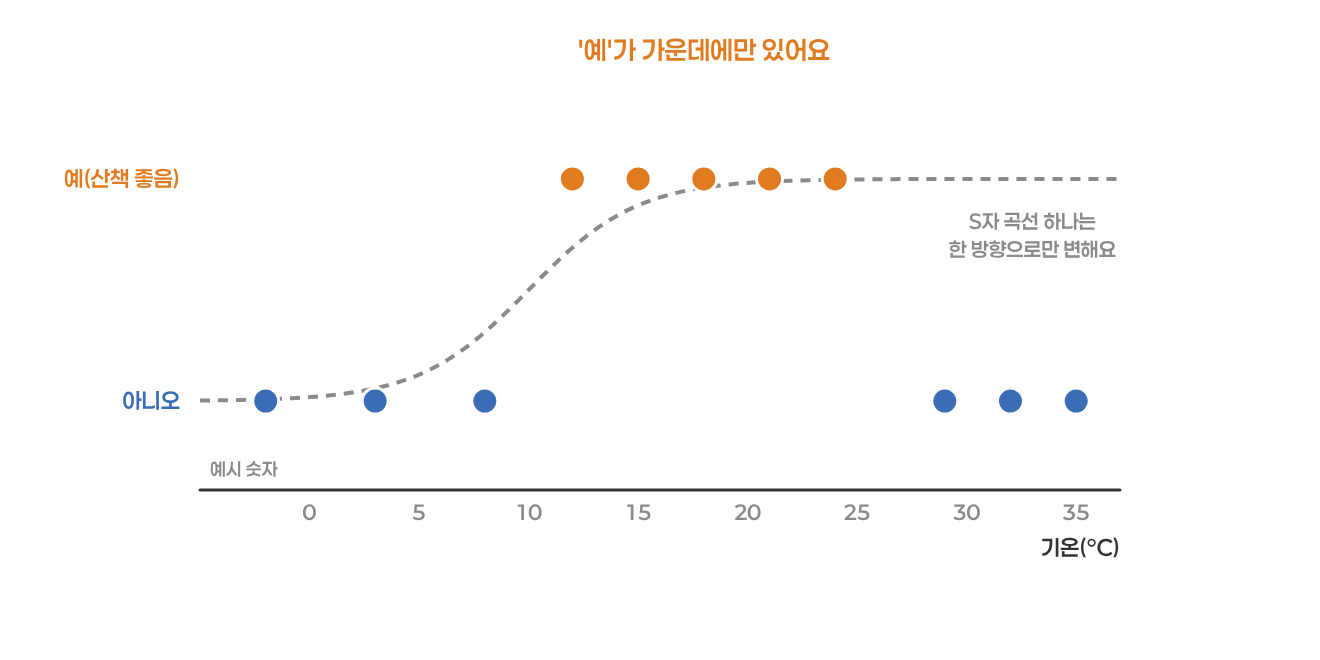 '예'가 가운데에만 있어요
예(산책 좋음)
S자 곡선 하나는
한 방향으로만 변해요
아니오
예시 숫자
0 5 10 15 20 25 30 35
기온(°C)